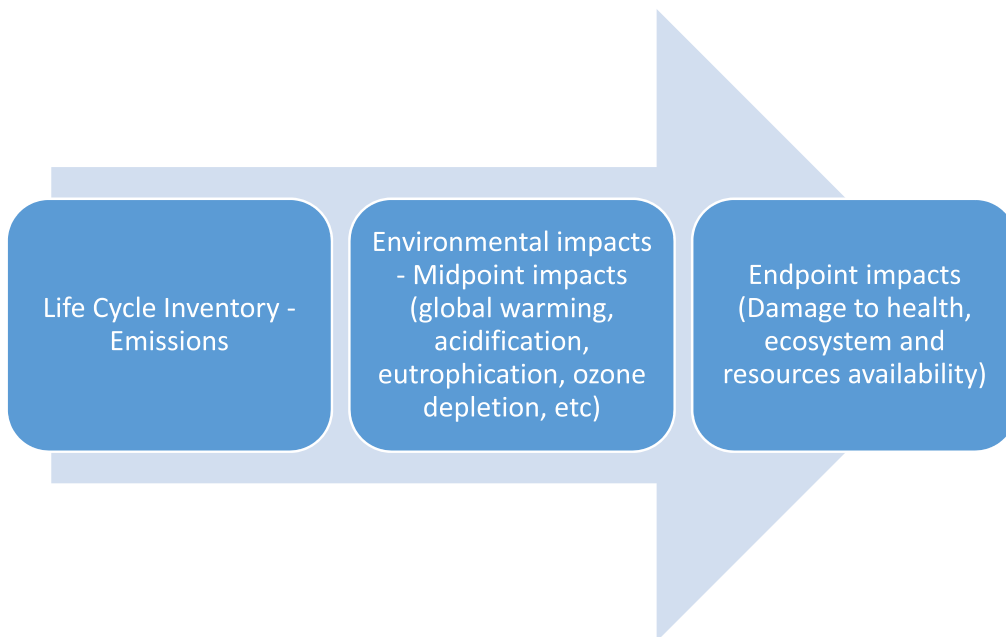 Life Cycle Inventory -
Emissions
Environmental impacts
- Midpoint impacts
(global warming,
acidification,
eutrophication, ozone
depletion, etc)
Endpoint impacts
(Damage to health,
ecosystem and
resources availability)